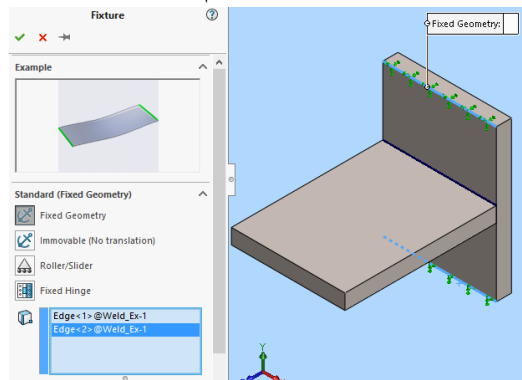 Fixture
Example
Standard (Fixed Geometry)
Fixed Geometry
Immovable (No translation)
Roller/Slider
Fixed Hinge
Edge<1>@Weld_Ex-1
Edge<2>@Weld_Ex-1
Fixed Geometry:
Y